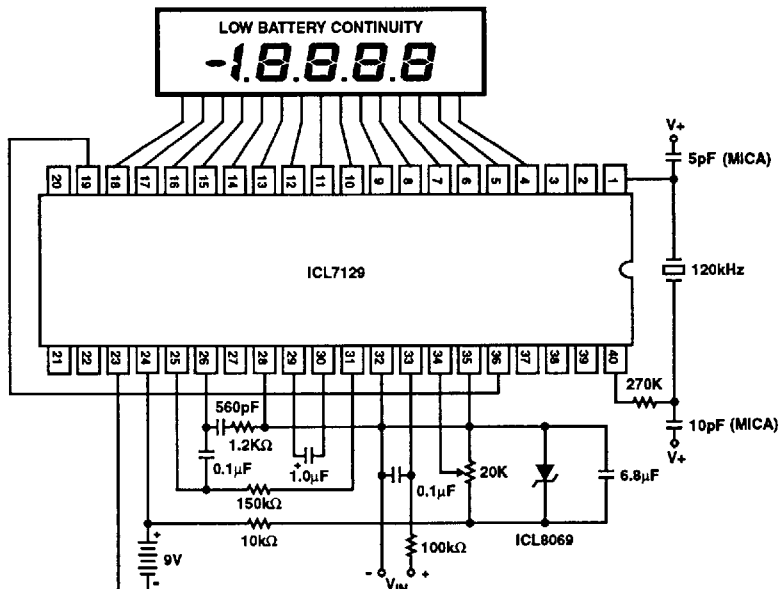 LOW BATTERY CONTINUITY
-1.8.8.8.8
V+
5pF (MICA)
20 19 18 17 16 15 14 13 12 11 10 9 8 7 6 5 4 3 2 1
ICL7129
120kHz
21 22 23 24 25 26 27 28 29 30 31 32 33 34 35 36 37 38 39 40
270K
560pF
10pF (MICA)
1.2KΩ
V+
0.1µF
+
1.0µF
0.1µF
20K
6.8µF
150kΩ
10kΩ
ICL8069
+
9V
-
100kΩ
- VIN +